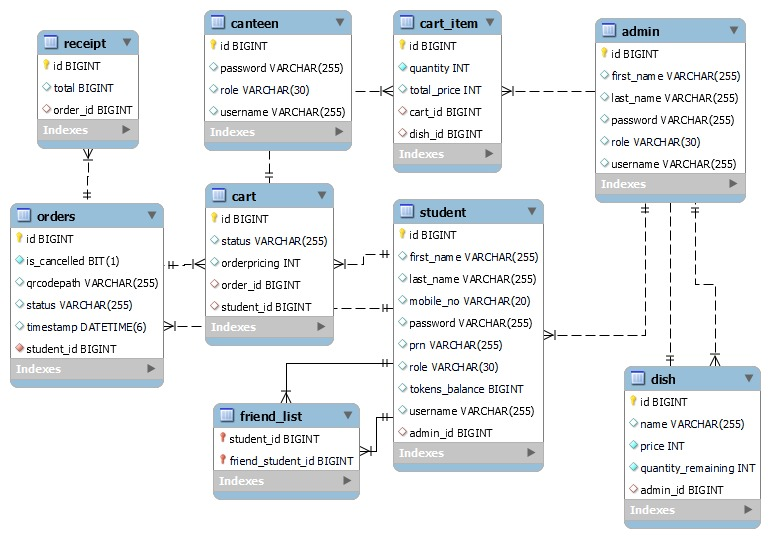 receipt
id BIGINT
total BIGINT
order_id BIGINT
Indexes
canteen
id BIGINT
password VARCHAR(255)
role VARCHAR(30)
username VARCHAR(255)
Indexes
cart_item
id BIGINT
quantity INT
total_price INT
cart_id BIGINT
dish_id BIGINT
Indexes
admin
id BIGINT
first_name VARCHAR(255)
last_name VARCHAR(255)
password VARCHAR(255)
role VARCHAR(30)
username VARCHAR(255)
Indexes
orders
id BIGINT
is_cancelled BIT(1)
qrcodepath VARCHAR(255)
status VARCHAR(255)
timestamp DATETIME(6)
student_id BIGINT
Indexes
cart
id BIGINT
status VARCHAR(255)
orderpricing INT
order_id BIGINT
student_id BIGINT
Indexes
student
id BIGINT
first_name VARCHAR(255)
last_name VARCHAR(255)
mobile_no VARCHAR(20)
password VARCHAR(255)
prn VARCHAR(255)
role VARCHAR(30)
tokens_balance BIGINT
username VARCHAR(255)
admin_id BIGINT
Indexes
friend_list
student_id BIGINT
friend_student_id BIGINT
Indexes
dish
id BIGINT
name VARCHAR(255)
price INT
quantity_remaining INT
admin_id BIGINT
Indexes